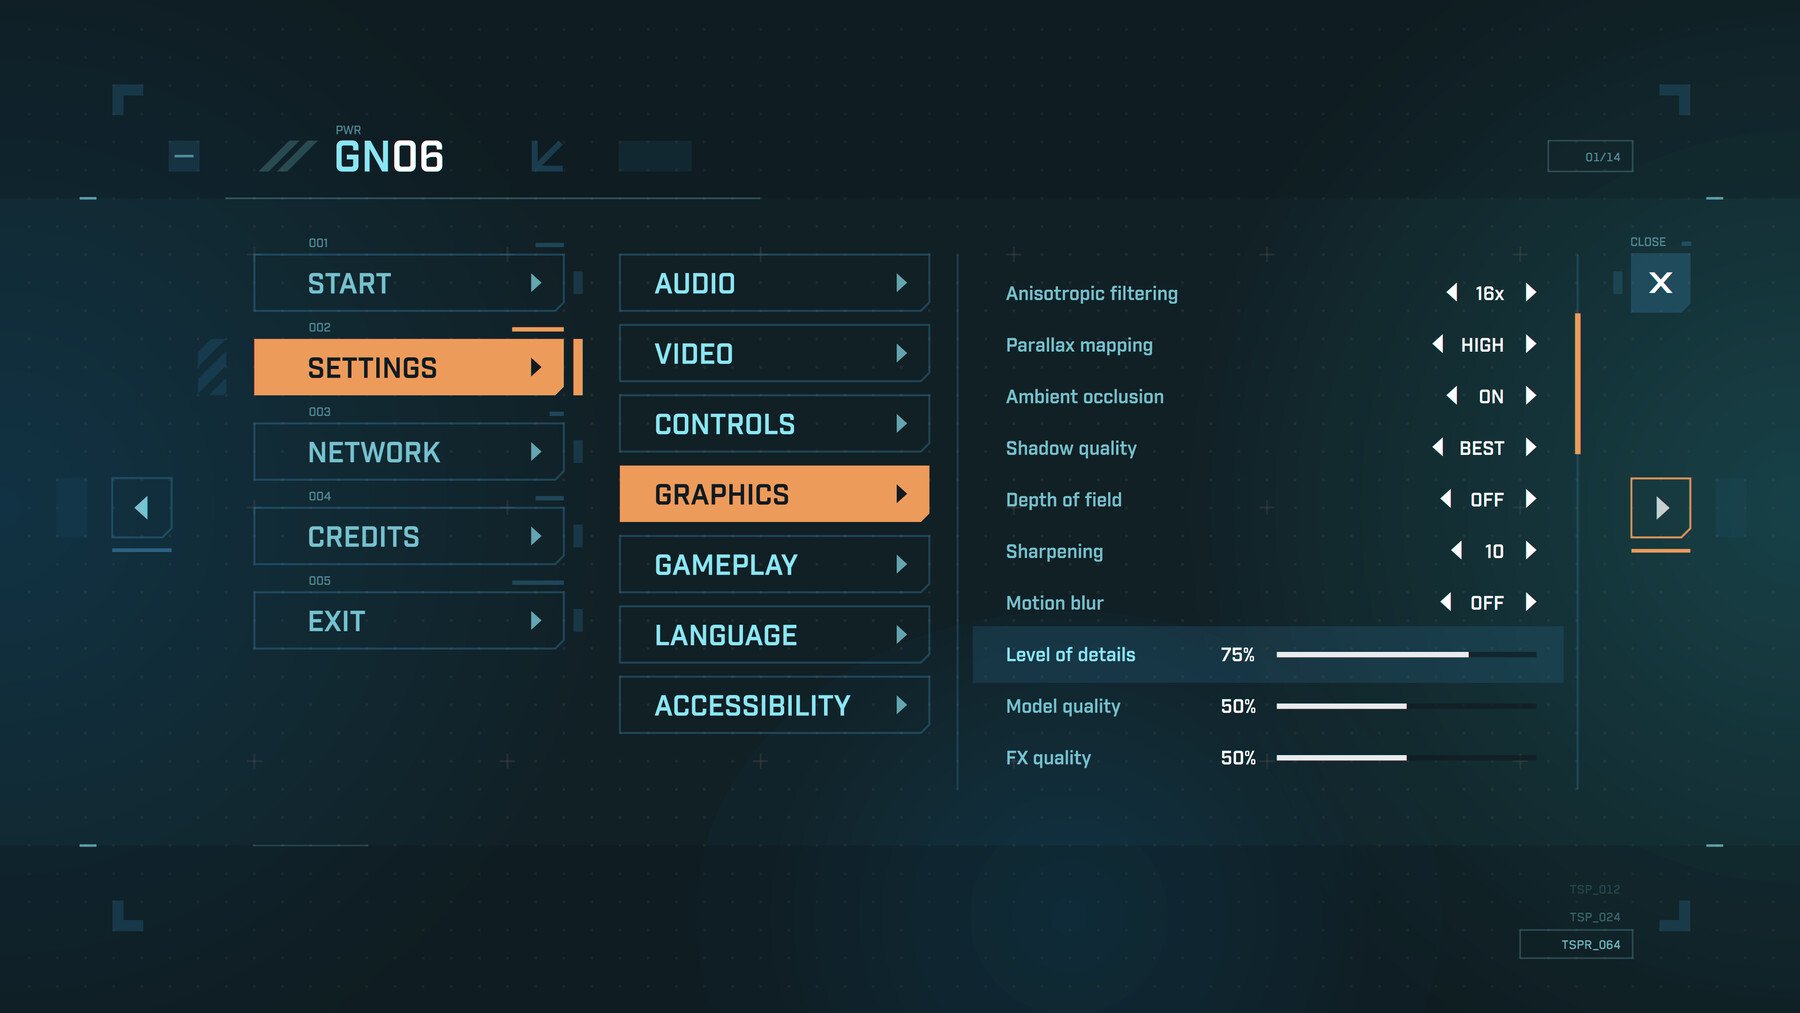 PWR
GN06
01/14
001
START
002
SETTINGS
003
NETWORK
004
CREDITS
005
EXIT
AUDIO
VIDEO
CONTROLS
GRAPHICS
GAMEPLAY
LANGUAGE
ACCESSIBILITY
Anisotropic filtering 16x
Parallax mapping HIGH
Ambient occlusion ON
Shadow quality BEST
Depth of field OFF
Sharpening 10
Motion blur OFF
Level of details 75%
Model quality 50%
FX quality 50%
CLOSE
X
TSP_012
TSP_024
TSPR_064